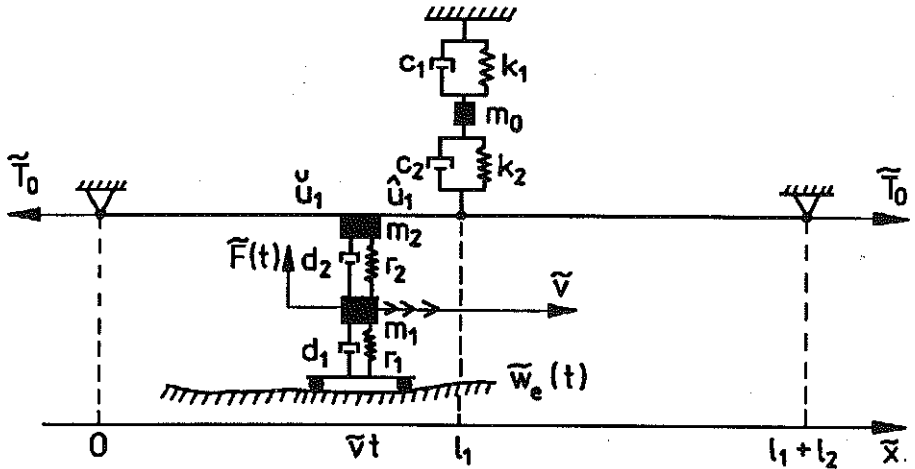 c₁ k₁
m₀
c₂ k₂
T̃₀ ŭ₁ û₁ T̃₀
m₂
F̃(t) d₂ r₂
ṽ
m₁
d₁ r₁
w̃ₑ(t)
0 ṽt l₁ l₁ + l₂ x̃